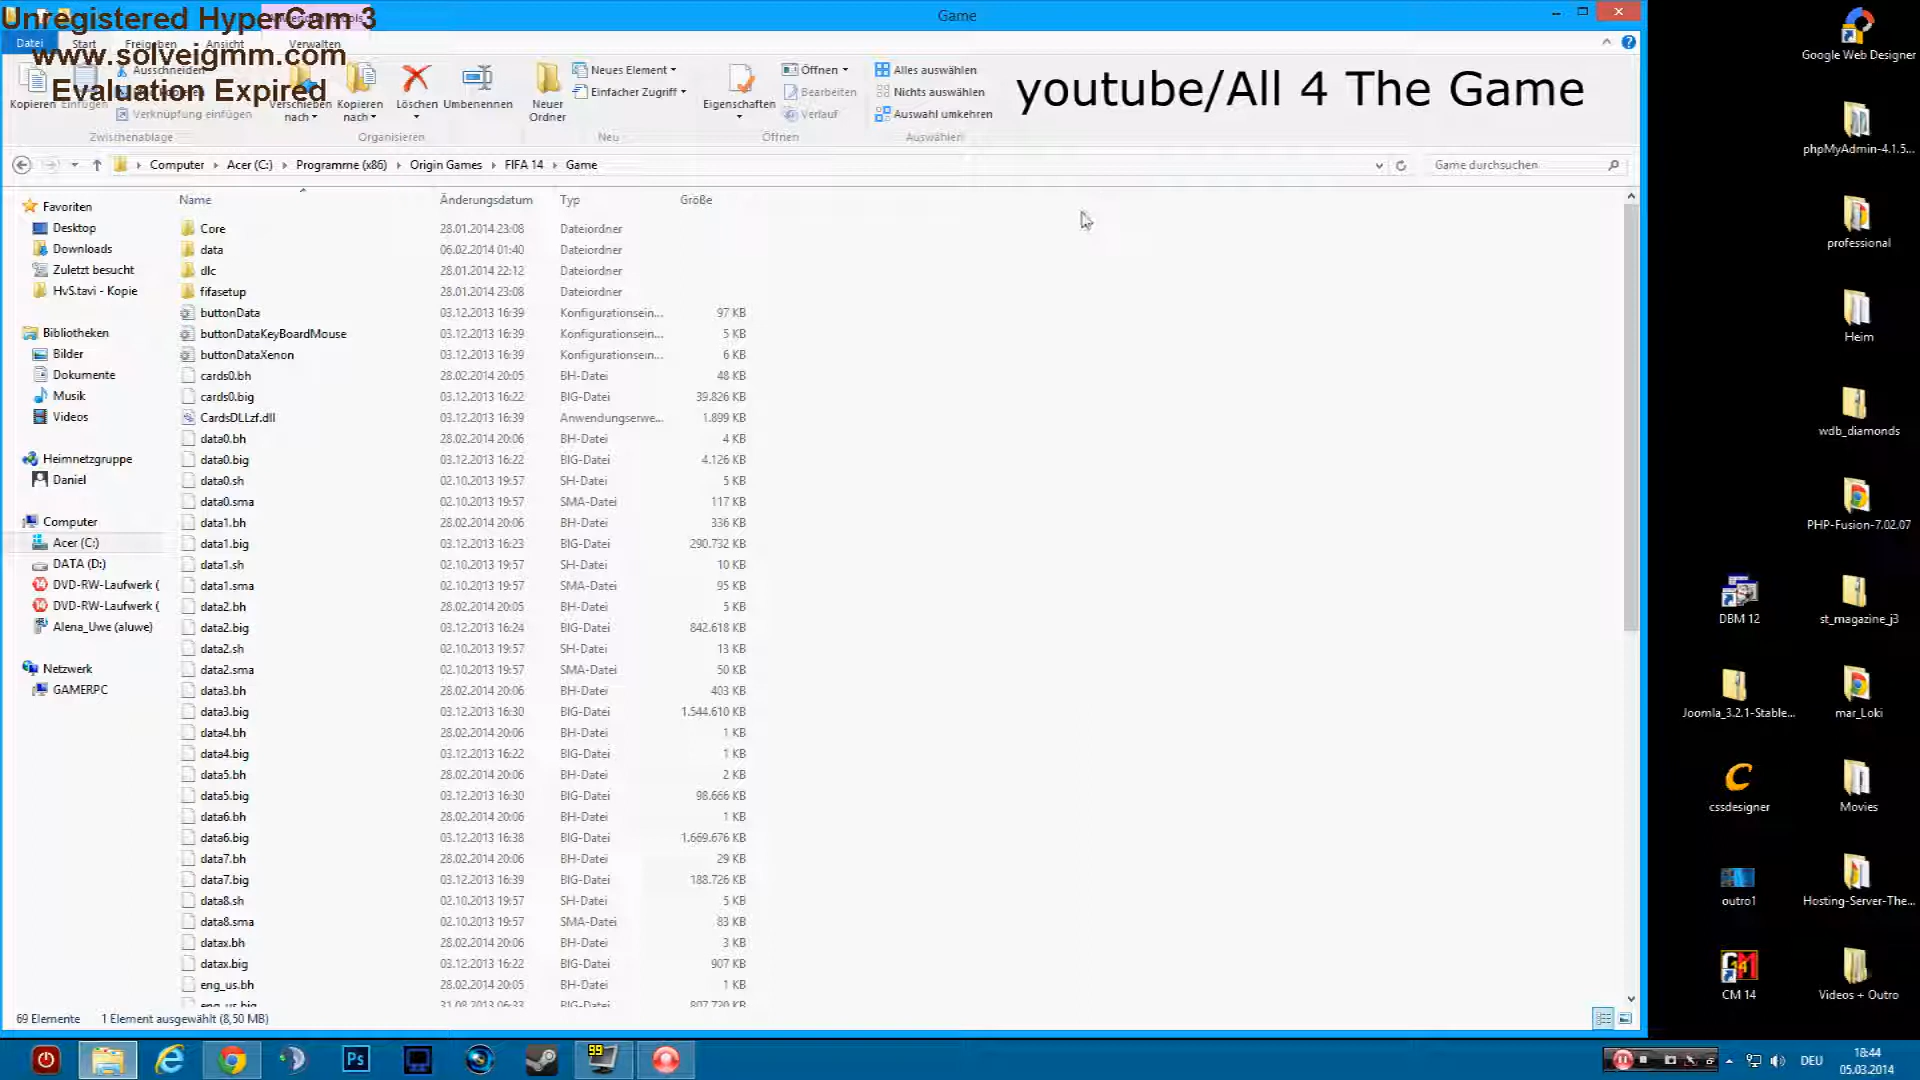 Unregistered HyperCam 3
www.solveigmm.com
Evaluation Expired
Game
Datei Start Freigeben Ansicht Verwalten
Ausschneiden
Verknüpfung einfügen
Kopieren Einfügen
Verschieben nach
Kopieren nach
Löschen
Umbenennen
Neuer Ordner
Neues Element
Einfacher Zugriff
Eigenschaften
Öffnen
Bearbeiten
Verlauf
Alles auswählen
Nichts auswählen
Auswahl umkehren
Zwischenablage Organisieren Neu Öffnen Auswählen
youtube/All 4 The Game
Computer Acer (C:) Programme (x86) Origin Games FIFA 14 Game
Game durchsuchen
Favoriten
Desktop
Downloads
Zuletzt besucht
HvS.tavi - Kopie
Bibliotheken
Bilder
Dokumente
Musik
Videos
Heimnetzgruppe
Daniel
Computer
Acer (C:)
DATA (D:)
DVD-RW-Laufwerk (
DVD-RW-Laufwerk (
Alena_Uwe (aluwe)
Netzwerk
GAMERPC
Name Änderungsdatum Typ Größe
Core 28.01.2014 23:08 Dateiordner
data 06.02.2014 01:40 Dateiordner
dlc 28.01.2014 22:12 Dateiordner
fifasetup 28.01.2014 23:08 Dateiordner
buttonData 03.12.2013 16:39 Konfigurationsein... 97 KB
buttonDataKeyBoardMouse 03.12.2013 16:39 Konfigurationsein... 5 KB
buttonDataXenon 03.12.2013 16:39 Konfigurationsein... 6 KB
cards0.bh 28.02.2014 20:05 BH-Datei 48 KB
cards0.big 03.12.2013 16:22 BIG-Datei 39.826 KB
CardsDLLzf.dll 03.12.2013 16:39 Anwendungserwe... 1.899 KB
data0.bh 28.02.2014 20:06 BH-Datei 4 KB
data0.big 03.12.2013 16:22 BIG-Datei 4.126 KB
data0.sh 02.10.2013 19:57 SH-Datei 5 KB
data0.sma 02.10.2013 19:57 SMA-Datei 117 KB
data1.bh 28.02.2014 20:06 BH-Datei 336 KB
data1.big 03.12.2013 16:23 BIG-Datei 290.732 KB
data1.sh 02.10.2013 19:57 SH-Datei 10 KB
data1.sma 02.10.2013 19:57 SMA-Datei 95 KB
data2.bh 28.02.2014 20:05 BH-Datei 5 KB
data2.big 03.12.2013 16:24 BIG-Datei 842.618 KB
data2.sh 02.10.2013 19:57 SH-Datei 13 KB
data2.sma 02.10.2013 19:57 SMA-Datei 50 KB
data3.bh 28.02.2014 20:06 BH-Datei 403 KB
data3.big 03.12.2013 16:30 BIG-Datei 1.544.610 KB
data4.bh 28.02.2014 20:06 BH-Datei 1 KB
data4.big 03.12.2013 16:22 BIG-Datei 1 KB
data5.bh 28.02.2014 20:06 BH-Datei 2 KB
data5.big 03.12.2013 16:30 BIG-Datei 98.666 KB
data6.bh 28.02.2014 20:06 BH-Datei 1 KB
data6.big 03.12.2013 16:38 BIG-Datei 1.669.676 KB
data7.bh 28.02.2014 20:06 BH-Datei 29 KB
data7.big 03.12.2013 16:39 BIG-Datei 188.726 KB
data8.sh 02.10.2013 19:57 SH-Datei 5 KB
data8.sma 02.10.2013 19:57 SMA-Datei 83 KB
datax.bh 28.02.2014 20:06 BH-Datei 3 KB
datax.big 03.12.2013 16:22 BIG-Datei 907 KB
eng_us.bh 28.02.2014 20:05 BH-Datei 1 KB
eng_us.big 31.08.2013 06:33 BIG-Datei 807.720 KB
69 Elemente 1 Element ausgewählt (8,50 MB)
Google Web Designer
phpMyAdmin-4.1.5...
professional
Heim
wdb_diamonds
PHP-Fusion-7.02.07
DBM 12
st_magazine_j3
Joomla_3.2.1-Stable...
mar_Loki
cssdesigner
Movies
outro1
Hosting-Server-The...
CM 14
Videos + Outro
Ps
99
DEU
18:44
05.03.2014